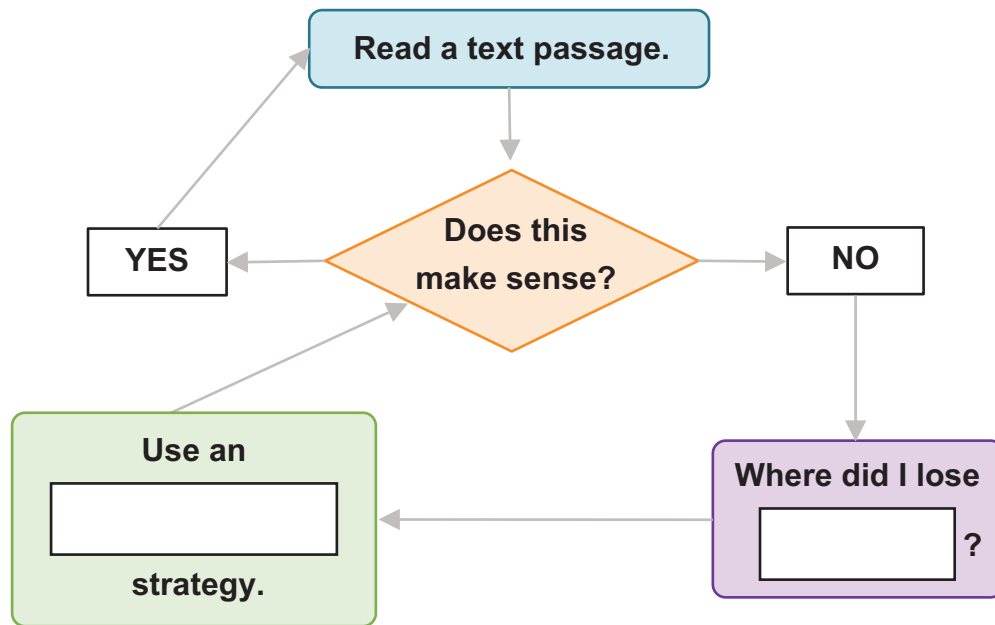 Read a text passage.
Does this
make sense?
YES
NO
Use an
strategy.
Where did I lose
?